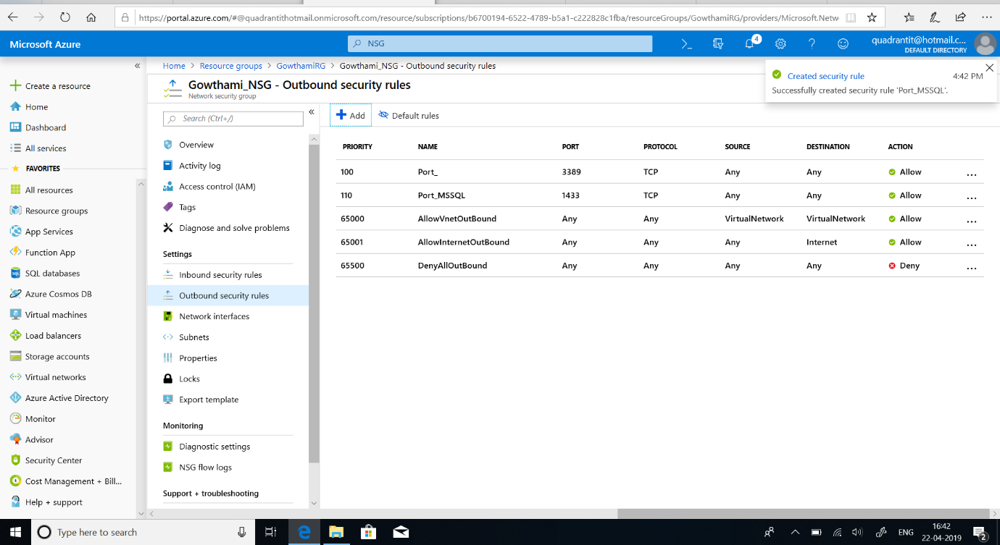 https://portal.azure.com/#@quadrantithotmail.onmicrosoft.com/resource/subscriptions/b6700194-6522-4789-b5a1-c222828c1fba/resourceGroups/GowthamiRG/providers/Microsoft.Netw
Microsoft Azure
NSG
4
quadrantit@hotmail.c...
DEFAULT DIRECTORY
Home > Resource groups > GowthamiRG > Gowthami_NSG - Outbound security rules
Gowthami_NSG - Outbound security rules
Network security group
Created security rule 4:42 PM
Successfully created security rule 'Port_MSSQL'.
Create a resource
Home
Dashboard
All services
FAVORITES
All resources
Resource groups
App Services
Function App
SQL databases
Azure Cosmos DB
Virtual machines
Load balancers
Storage accounts
Virtual networks
Azure Active Directory
Monitor
Advisor
Security Center
Cost Management + Bill...
Help + support
Search (Ctrl+/)
Overview
Activity log
Access control (IAM)
Tags
Diagnose and solve problems
Settings
Inbound security rules
Outbound security rules
Network interfaces
Subnets
Properties
Locks
Export template
Monitoring
Diagnostic settings
NSG flow logs
Support + troubleshooting
Add Default rules
PRIORITY NAME PORT PROTOCOL SOURCE DESTINATION ACTION
100 Port_ 3389 TCP Any Any Allow ...
110 Port_MSSQL 1433 TCP Any Any Allow ...
65000 AllowVnetOutBound Any Any VirtualNetwork VirtualNetwork Allow ...
65001 AllowInternetOutBound Any Any Any Internet Allow ...
65500 DenyAllOutBound Any Any Any Any Deny ...
Type here to search
ENG
16:42
22-04-2019
2